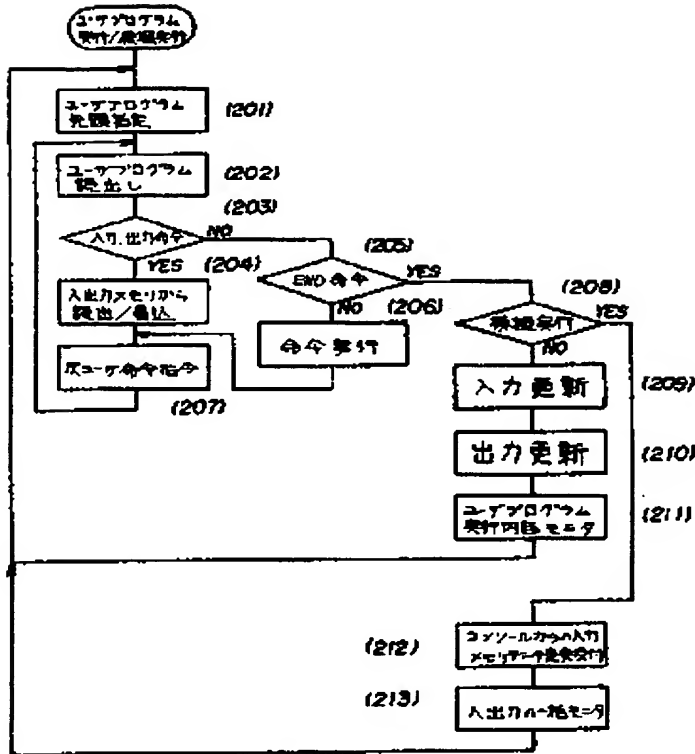 ユーザプログラム
実行/模擬実行
ユーザプログラム
先頭指定
(201)
ユーザプログラム
読出し
(202)
(203)
入力,出力命令
NO
YES
(204)
入出力メモリから
読出/書込
次ユーザ命令指令
(207)
(205)
END命令
YES
NO
(206)
命令実行
(208)
模擬実行
YES
NO
入力更新
(209)
出力更新
(210)
ユーザプログラム
実行内容モニタ
(211)
(212)
コンソールからの入力
メモリデータ変更受付
(213)
入出力の一括モニタ